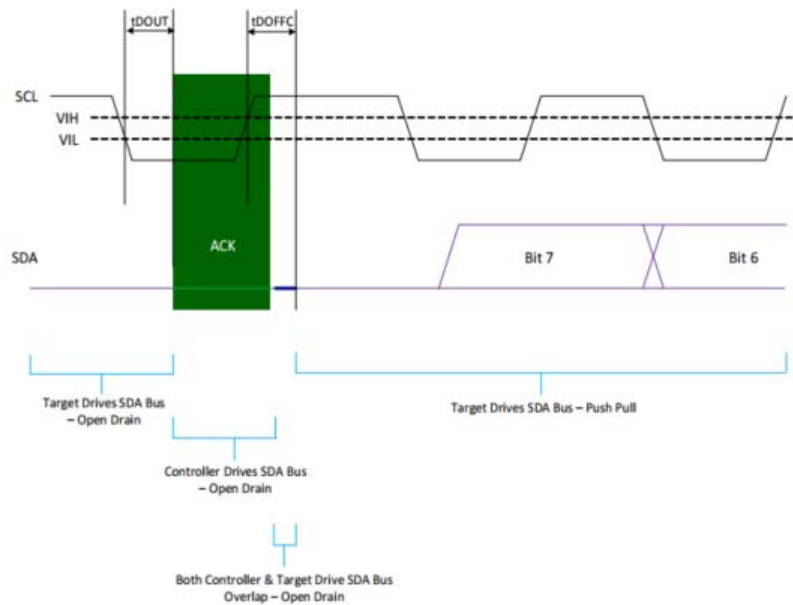 tDOUT
tDOFFC
SCL
VIH
VIL
ACK
SDA
Bit 7
Bit 6
Target Drives SDA Bus
– Open Drain
Target Drives SDA Bus – Push Pull
Controller Drives SDA Bus
– Open Drain
Both Controller & Target Drive SDA Bus
Overlap – Open Drain